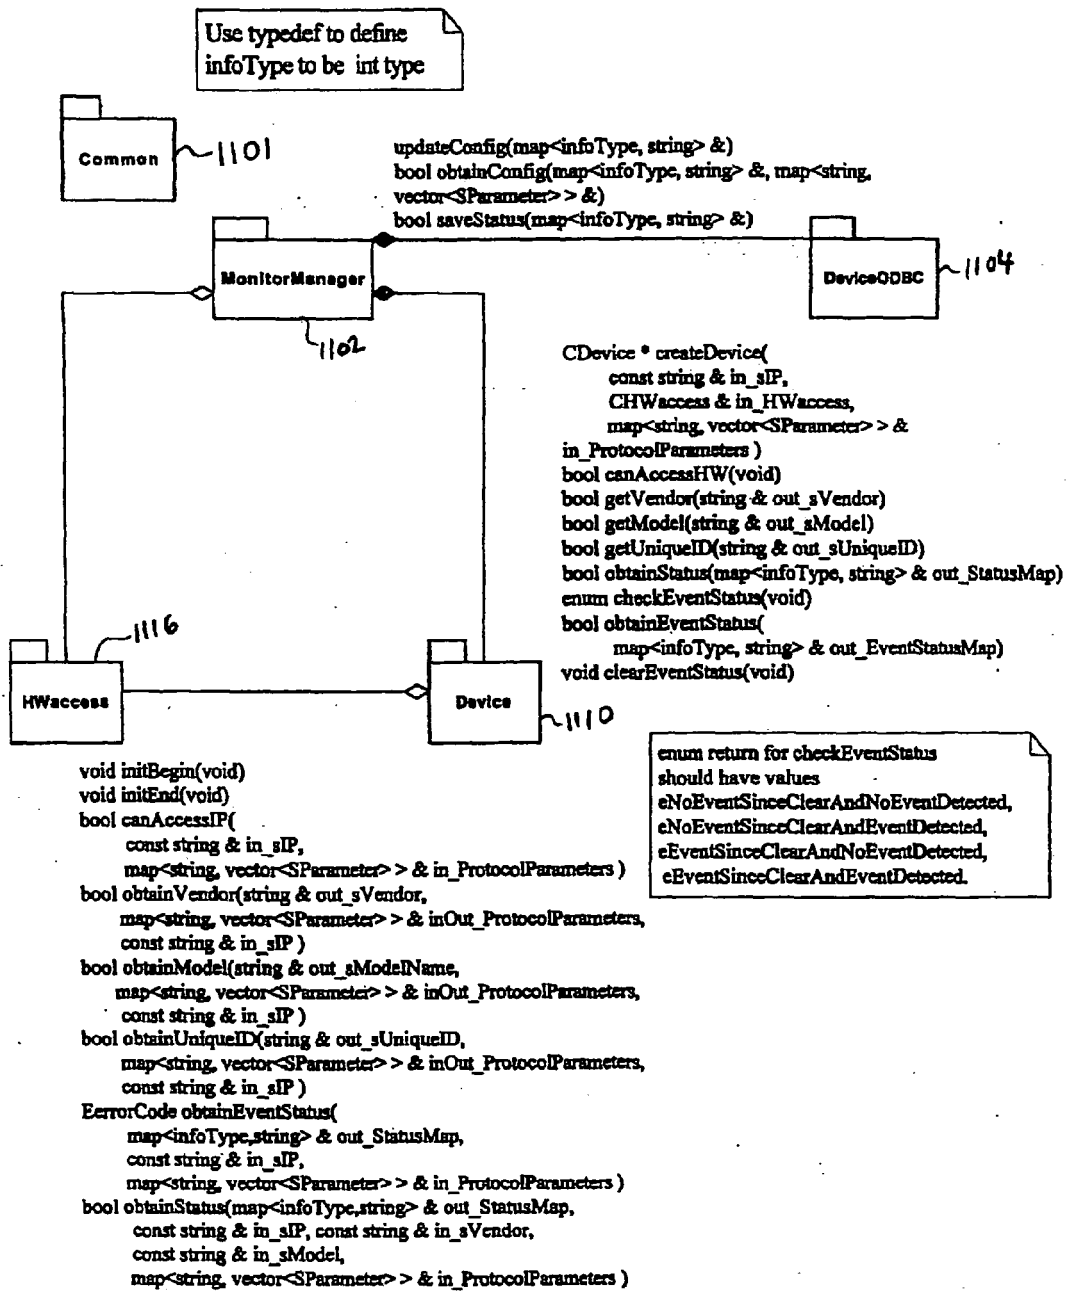 Use typedef to define
infoType to be int type
Common
1101
updateConfig(map<infoType, string> &)
bool obtainConfig(map<infoType, string> &, map<string,
vector<SParameter> > &)
bool saveStatus(map<infoType, string> &)
MonitorManager
1102
DeviceODBC
1104
CDevice * createDevice(
const string & in_sIP,
CHWaccess & in_HWaccess,
map<string, vector<SParameter> > &
in_ProtocolParameters )
bool canAccessHW(void)
bool getVendor(string & out_sVendor)
bool getModel(string & out_sModel)
bool getUniqueID(string & out_sUniqueID)
bool obtainStatus(map<infoType, string> & out_StatusMap)
enum checkEventStatus(void)
bool obtainEventStatus(
map<infoType, string> & out_EventStatusMap)
void clearEventStatus(void)
1116
HWaccess
Device
1110
enum return for checkEventStatus
should have values
eNoEventSinceClearAndNoEventDetected,
eNoEventSinceClearAndEventDetected,
eEventSinceClearAndNoEventDetected,
eEventSinceClearAndEventDetected.
void initBegin(void)
void initEnd(void)
bool canAccessIP(
const string & in_sIP,
map<string, vector<SParameter> > & in_ProtocolParameters )
bool obtainVendor(string & out_sVendor,
map<string, vector<SParameter> > & inOut_ProtocolParameters,
const string & in_sIP )
bool obtainModel(string & out_sModelName,
map<string, vector<SParameter> > & inOut_ProtocolParameters,
const string & in_sIP )
bool obtainUniqueID(string & out_sUniqueID,
map<string, vector<SParameter> > & inOut_ProtocolParameters,
const string & in_sIP )
EerrorCode obtainEventStatus(
map<infoType,string> & out_StatusMap,
const string & in_sIP,
map<string, vector<SParameter> > & in_ProtocolParameters )
bool obtainStatus(map<infoType,string> & out_StatusMap,
const string & in_sIP, const string & in_sVendor,
const string & in_sModel,
map<string, vector<SParameter> > & in_ProtocolParameters )